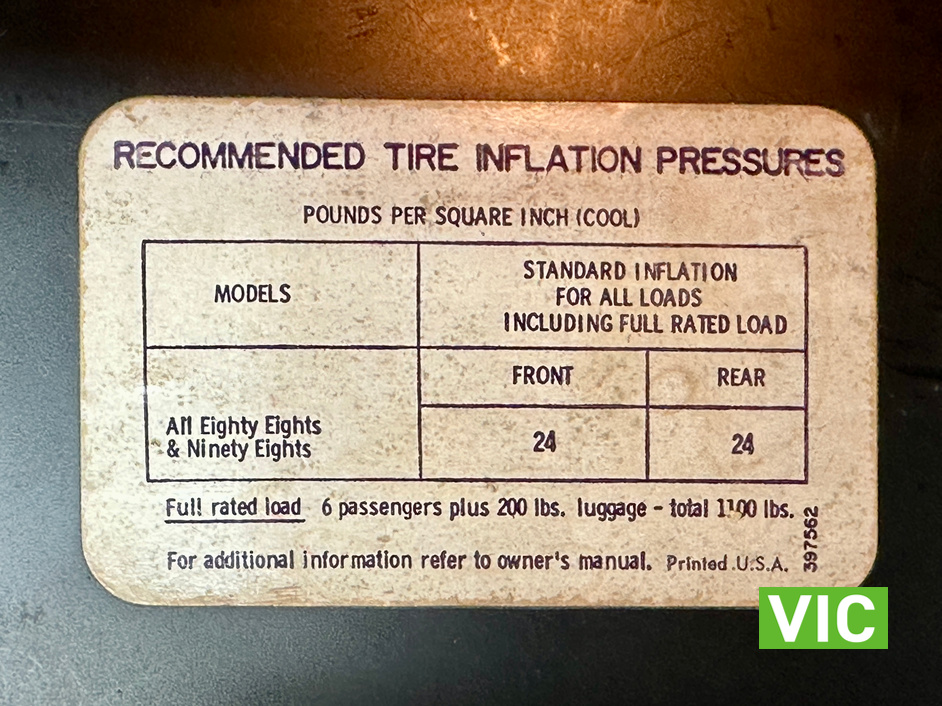 RECOMMENDED TIRE INFLATION PRESSURES
POUNDS PER SQUARE INCH (COOL)
MODELS
STANDARD INFLATION
FOR ALL LOADS
INCLUDING FULL RATED LOAD
FRONT
REAR
All Eighty Eights
& Ninety Eights
24
24
Full rated load 6 passengers plus 200 lbs. luggage - total 1100 lbs.
For additional information refer to owner's manual. Printed U.S.A.
397562
VIC